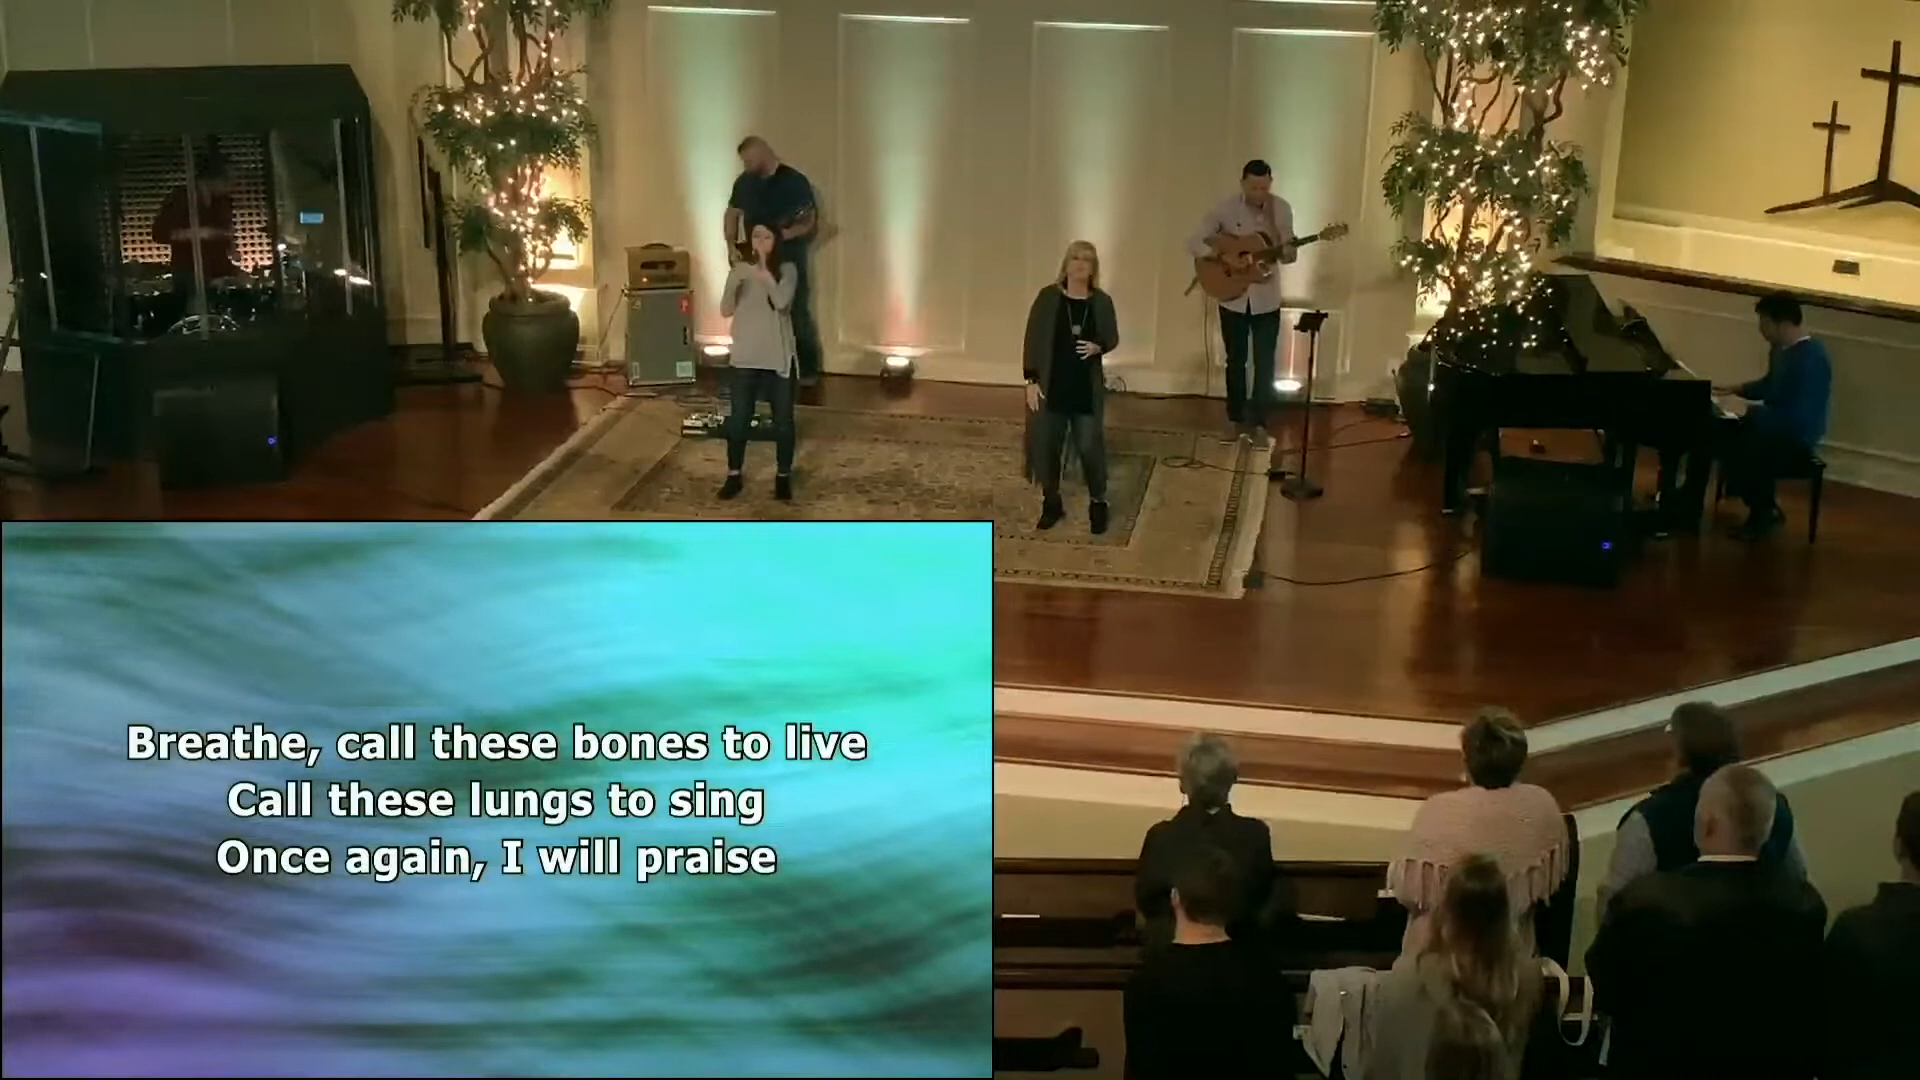 Breathe, call these bones to live
Call these lungs to sing
Once again, I will praise